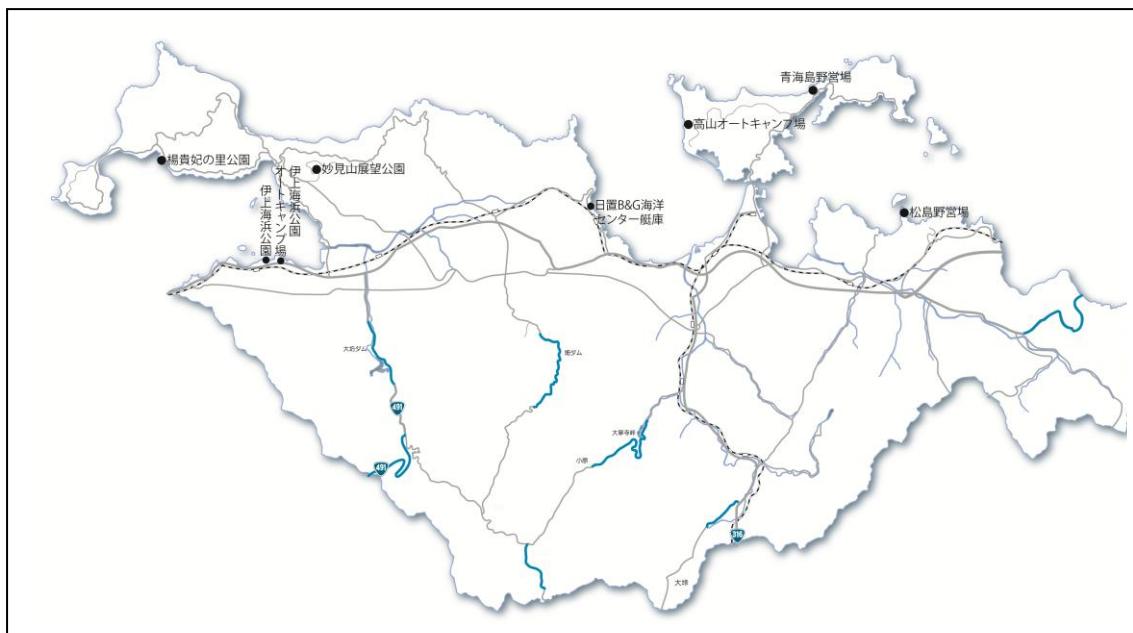 青海島野営場
高山オートキャンプ場
楊貴妃の里公園
妙見山展望公園
伊上海浜公園
オートキャンプ場
伊上海浜公園
日置B&G海洋
センター艇庫
松島野営場
大坊ダム
491
491
小原
大寧寺峠
316
大地